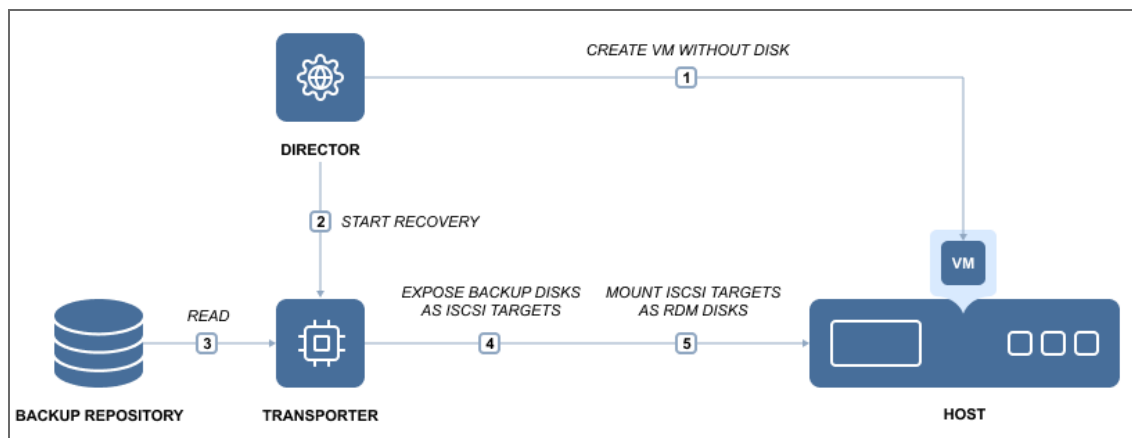 CREATE VM WITHOUT DISK
1
DIRECTOR
2 START RECOVERY
VM
EXPOSE BACKUP DISKS
AS ISCSI TARGETS
MOUNT ISCSI TARGETS
AS RDM DISKS
READ
3
4
5
BACKUP REPOSITORY
TRANSPORTER
HOST